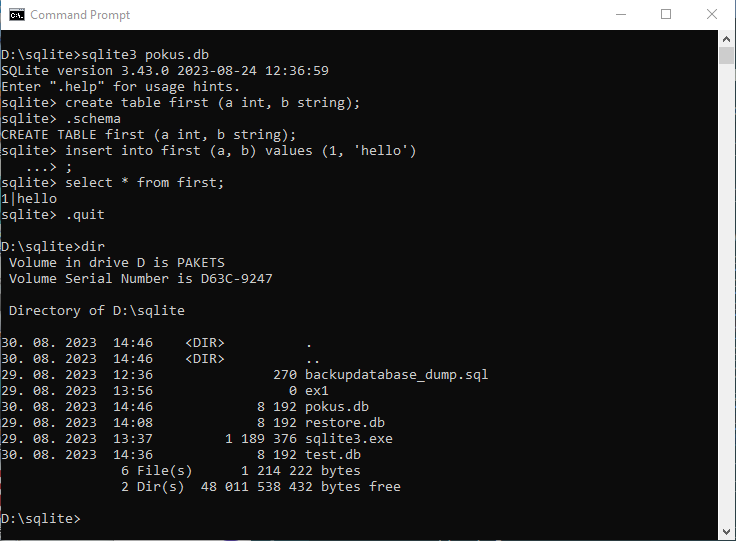 Command Prompt
D:\sqlite>sqlite3 pokus.db
SQLite version 3.43.0 2023-08-24 12:36:59
Enter ".help" for usage hints.
sqlite> create table first (a int, b string);
sqlite> .schema
CREATE TABLE first (a int, b string);
sqlite> insert into first (a, b) values (1, 'hello')
   ...> ;
sqlite> select * from first;
1|hello
sqlite> .quit
D:\sqlite>dir
 Volume in drive D is PAKETS
 Volume Serial Number is D63C-9247
 Directory of D:\sqlite
30. 08. 2023  14:46    <DIR>          .
30. 08. 2023  14:46    <DIR>          ..
29. 08. 2023  12:36               270 backupdatabase_dump.sql
29. 08. 2023  13:56                 0 ex1
30. 08. 2023  14:46             8 192 pokus.db
29. 08. 2023  14:08             8 192 restore.db
29. 08. 2023  13:37         1 189 376 sqlite3.exe
30. 08. 2023  14:36             8 192 test.db
               6 File(s)      1 214 222 bytes
               2 Dir(s)  48 011 538 432 bytes free
D:\sqlite>